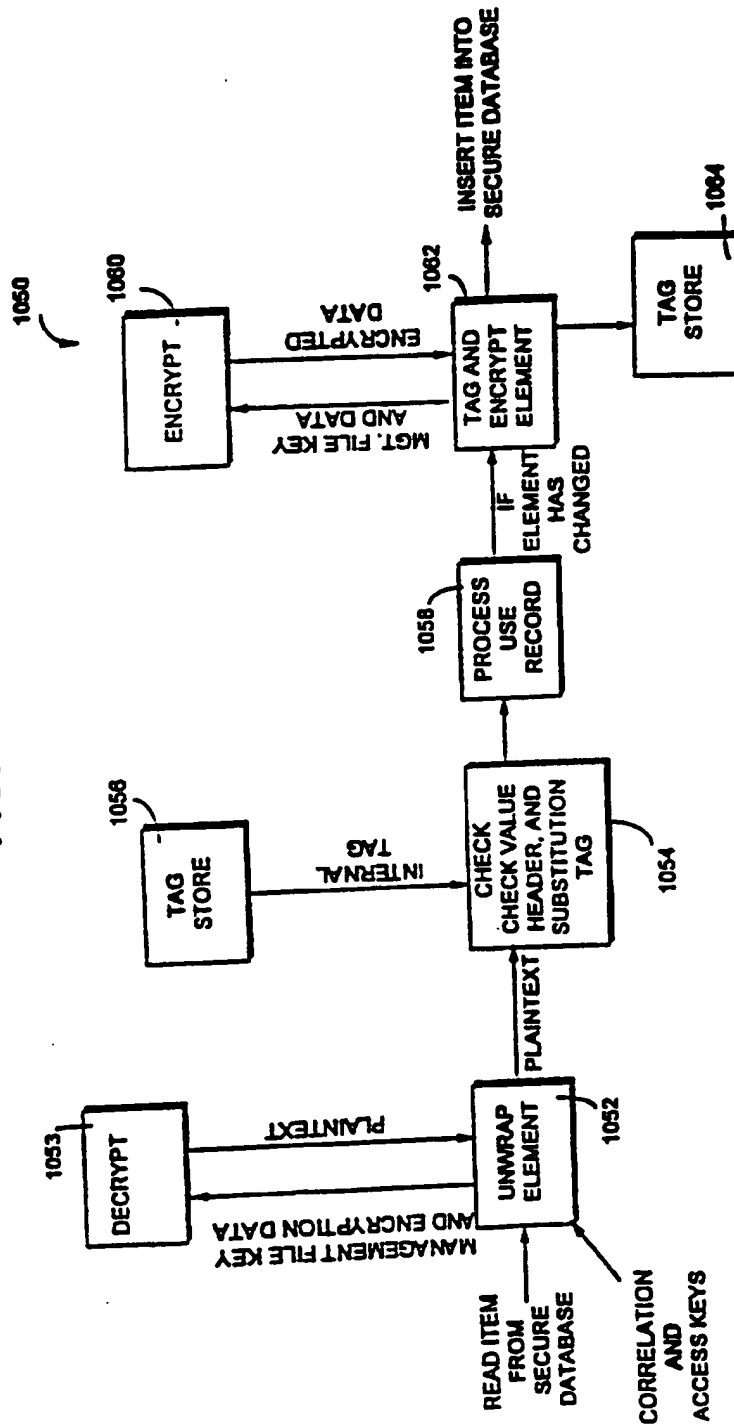 1050
1053
DECRYPT
PLAINTEXT
MANAGEMENT FILE KEY
AND ENCRYPTION DATA
READ ITEM
FROM
SECURE
DATABASE
UNWRAP
ELEMENT
1052
CORRELATION
AND
ACCESS KEYS
PLAINTEXT
1056
TAG
STORE
INTERNAL
TAG
CHECK
CHECK VALUE
HEADER, AND
SUBSTITUTION
TAG
1054
1058
PROCESS
USE
RECORD
IF
ELEMENT
HAS
CHANGED
1060
ENCRYPT
ENCRYPTED
DATA
MGT. FILE KEY
AND DATA
1062
TAG AND
ENCRYPT
ELEMENT
INSERT ITEM INTO
SECURE DATABASE
TAG
STORE
1064